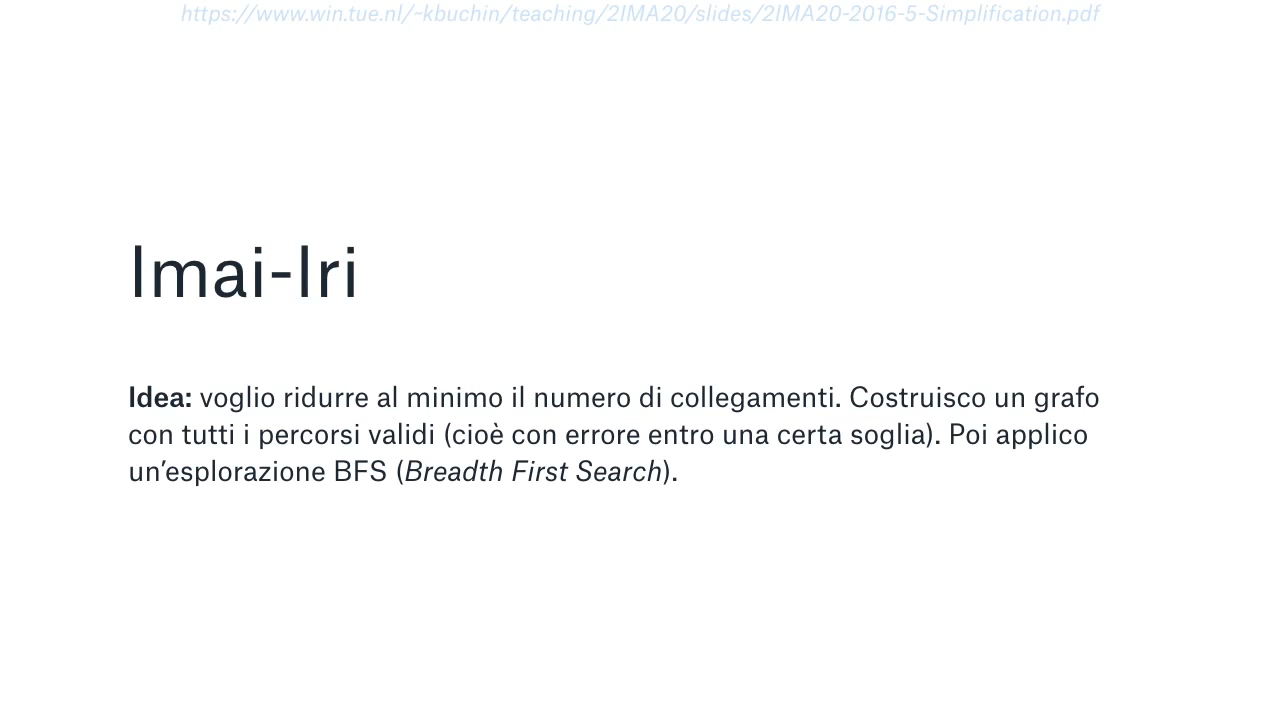 https://www.win.tue.nl/~kbuchin/teaching/2IMA20/slides/2IMA20-2016-5-Simplification.pdf
Imai-Iri
Idea: voglio ridurre al minimo il numero di collegamenti. Costruisco un grafo
con tutti i percorsi validi (cioè con errore entro una certa soglia). Poi applico
un’esplorazione BFS (Breadth First Search).